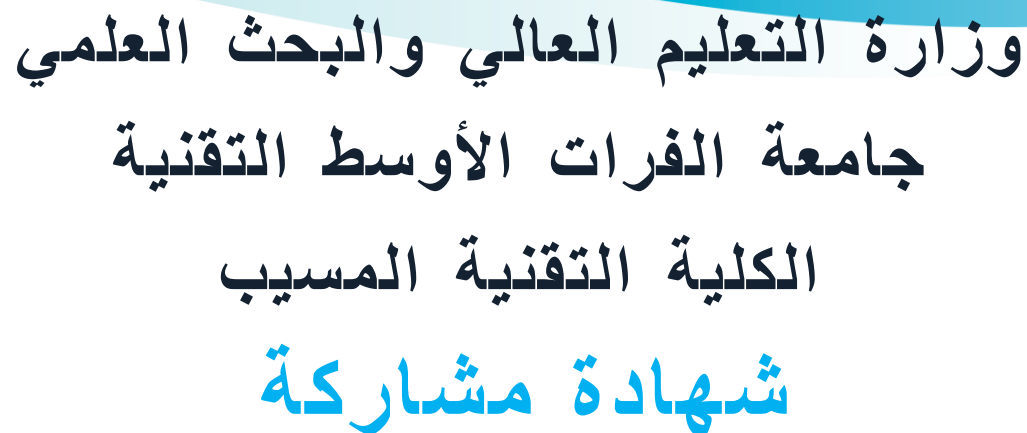 وزارة التعليم العالي والبحث العلمي
جامعة الفرات الأوسط التقنية
الكلية التقنية المسيب
شهادة مشاركة